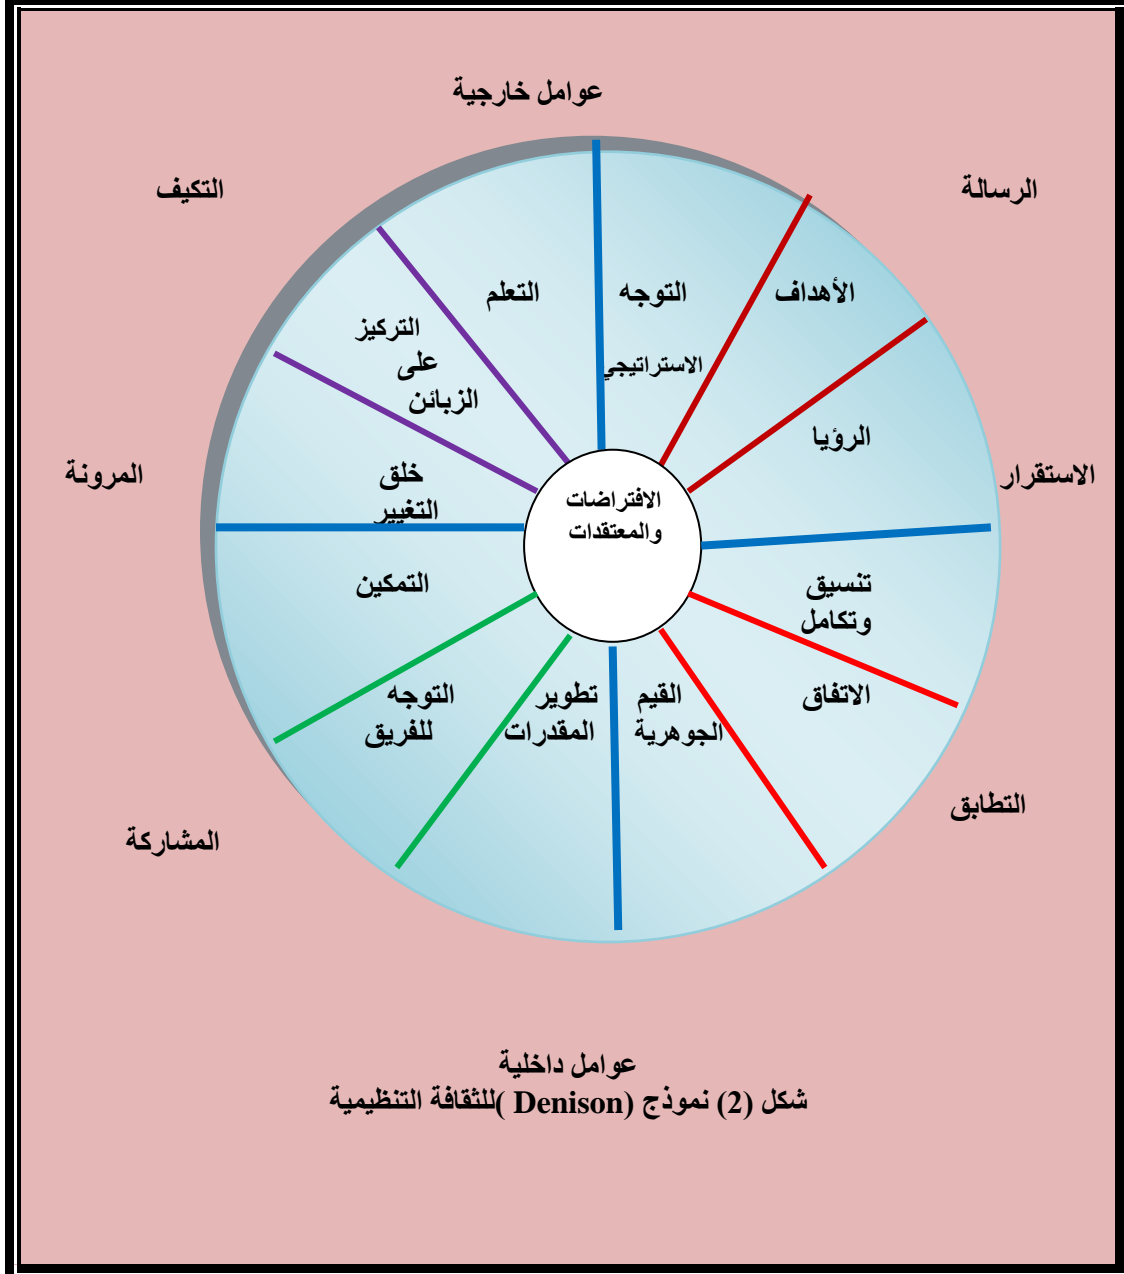 عوامل خارجية
الرسالة
التكيف
الأهداف
التوجه
الاستراتيجي
التعلم
التركيز
على
الزبائن
الرؤيا
الاستقرار
المرونة
خلق
التغيير
الافتراضات
والمعتقدات
تنسيق
وتكامل
التمكين
الاتفاق
القيم
الجوهرية
تطوير
المقدرات
التوجه
للفريق
التطابق
المشاركة
عوامل داخلية
شكل (2) نموذج (Denison )للثقافة التنظيمية